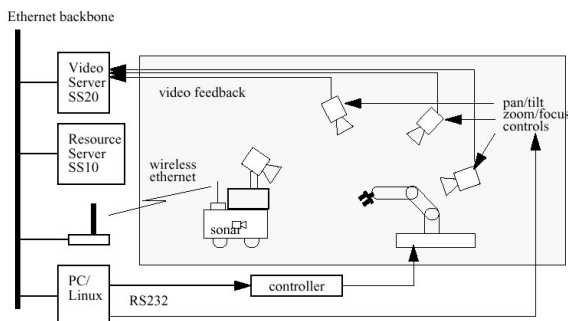 Ethernet backbone
Video
Server
SS20
video feedback
pan/tilt
zoom/focus
controls
Resource
Server
SS10
wireless
ethernet
sonar
PC/
Linux
RS232
controller